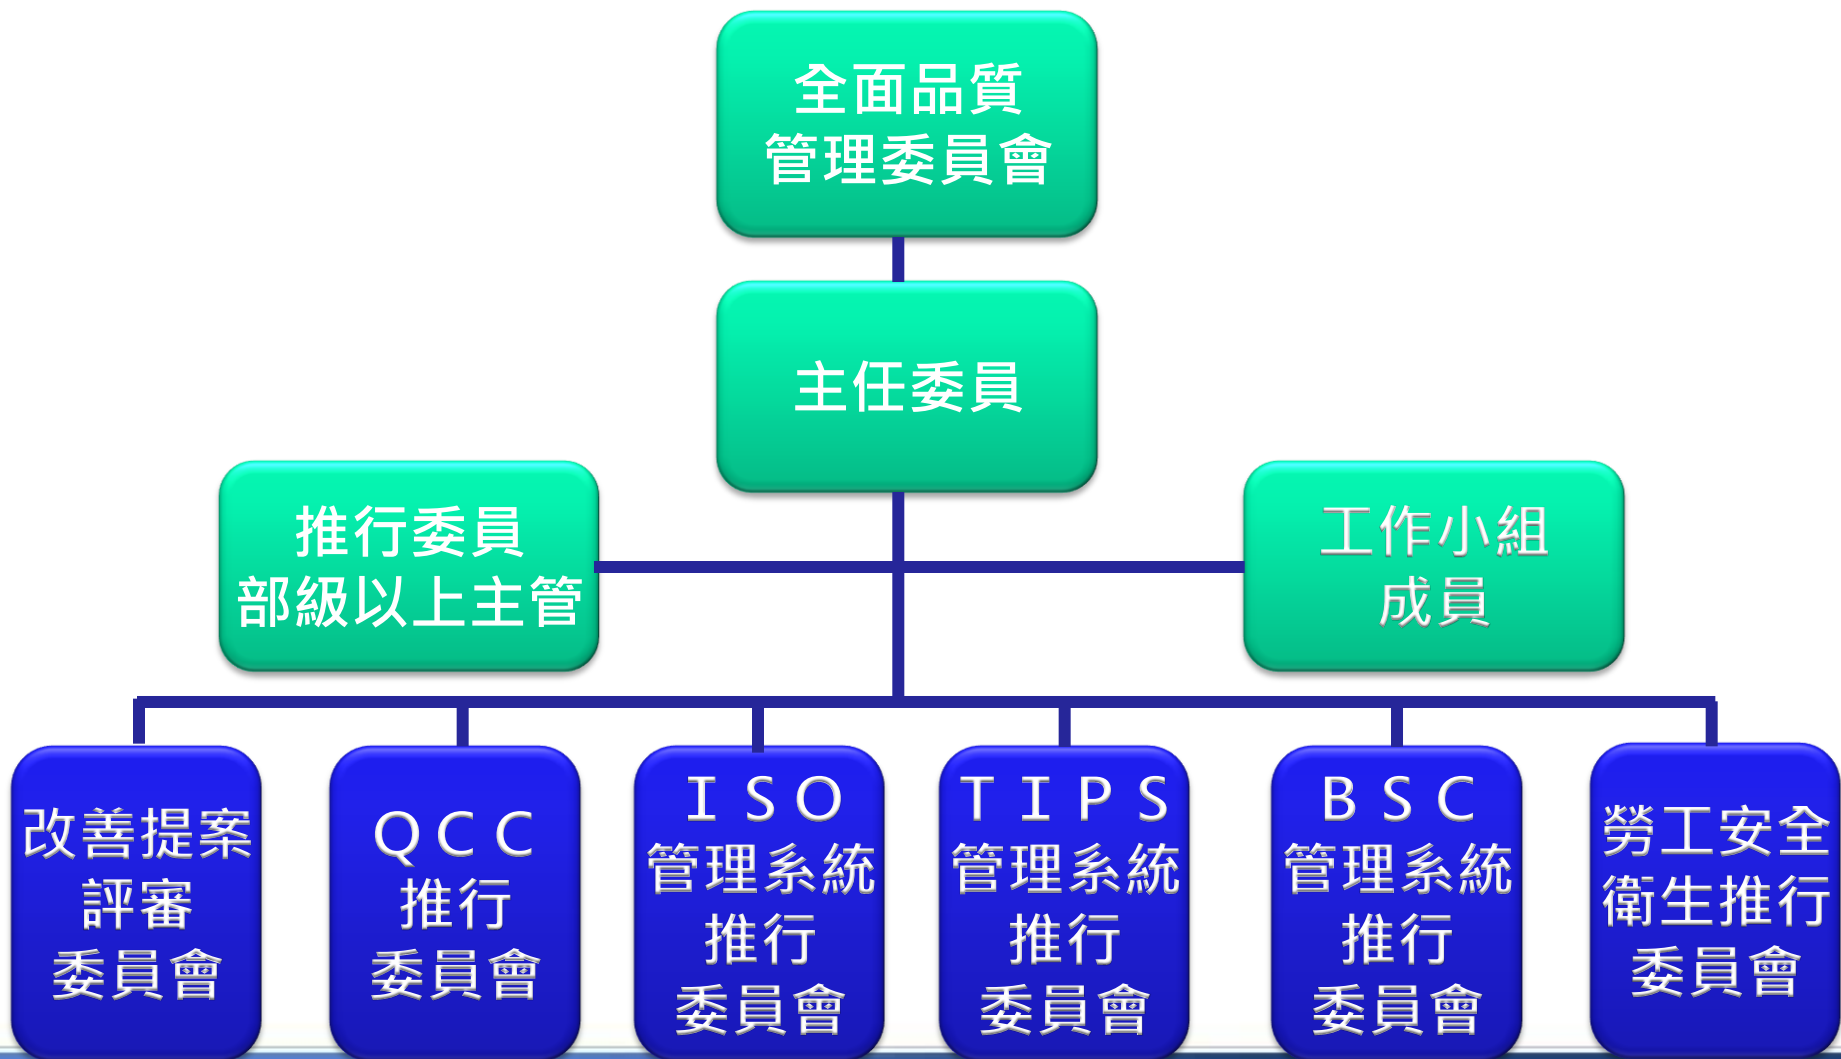 全面品質
管理委員會
主任委員
推行委員
部級以上主管
工作小組
成員
改善提案
評審
委員會
ＱＣＣ
推行
委員會
ＩＳＯ
管理系統
推行
委員會
ＴＩＰＳ
管理系統
推行
委員會
ＢＳＣ
管理系統
推行
委員會
勞工安全
衛生推行
委員會